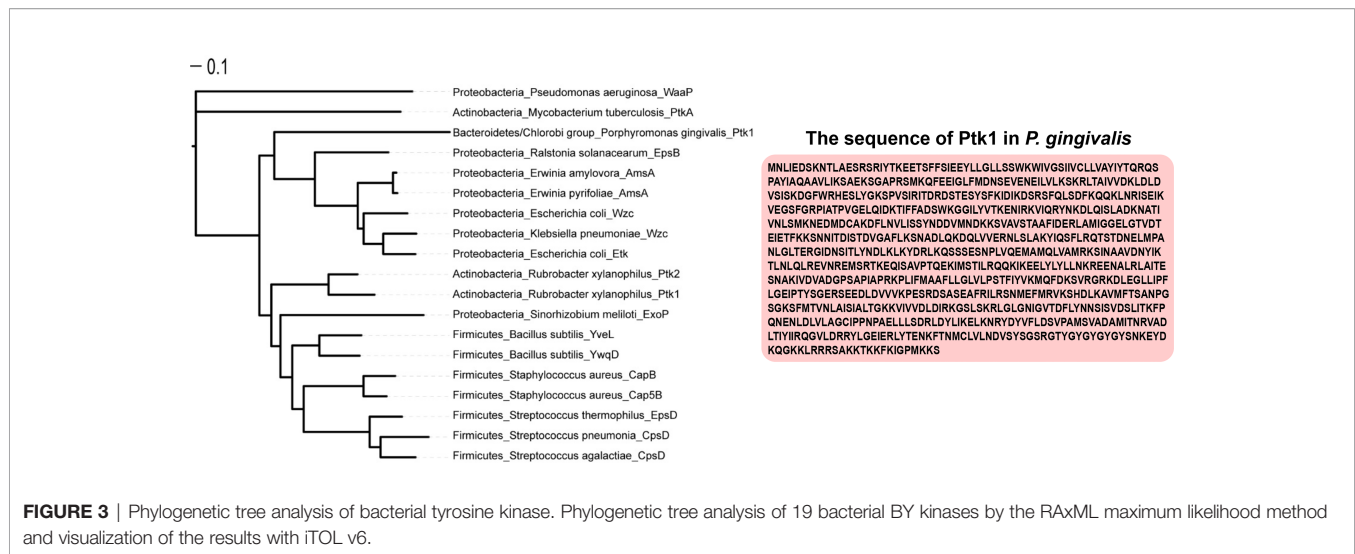 0.1
Proteobacteria_Pseudomonas aeruginosa_WaaP
Actinobacteria_Mycobacterium tuberculosis_PtkA
Bacteroidetes/Chlorobi group_Porphyromonas gingivalis_Ptk1
Proteobacteria_Ralstonia solanacearum_EpsB
Proteobacteria_Erwinia amylovora_AmsA
Proteobacteria_Erwinia pyrifoliae_AmsA
Proteobacteria_Escherichia coli_Wzc
Proteobacteria_Klebsiella pneumoniae_Wzc
Proteobacteria_Escherichia coli_Etk
Actinobacteria_Rubrobacter xylanophilus_Ptk2
Actinobacteria_Rubrobacter xylanophilus_Ptk1
Proteobacteria_Sinorhizobium meliloti_ExoP
Firmicutes_Bacillus subtilis_YveL
Firmicutes_Bacillus subtilis_YwqD
Firmicutes_Staphylococcus aureus_CapB
Firmicutes_Staphylococcus aureus_Cap5B
Firmicutes_Streptococcus thermophilus_EpsD
Firmicutes_Streptococcus pneumonia_CpsD
Firmicutes_Streptococcus agalactiae_CpsD
The sequence of Ptk1 in P. gingivalis
MNLIEDSKNTLAESRSRIYTKEETSFFSIEEYLLGLLSSWKWIVGSIIVCLLVAYIYTQRQS
PAYIAQAAVLIKSAEKSGAPRSMKQFEEIGLFMDNSEVENEILVLKSKRLTAIVVDKLDLD
VSISKDGFWRHESLYGKSPVSIRITDRDSTESYSFKIDIKDSRSFQLSDFKQQKLNRISEIK
VEGSFGRPIATPVGELQIDKTIFFADSWKGGILYVTKENIRKVIQRYNKDLQISLADKNATI
VNLSMKNEDMDCAKDFLNVLISSYNDDVMNDKKSVAVSTAAFIDERLAMIGGELGTVDT
EIETFKKSNNITDISTDVGAFLKSNADLQKDQLVVERNLSLAKYIQSFLRQTSTDNELMPA
NLGLTERGIDNSITLYNDLKLKYDRLKQSSSESNPLVQEMAMQLVAMRKSINAAVDNYIK
TLNLQLREVNREMSRTKEQISAVPTQEKIMSTILRQQKIKEELYLYLLNKREENALRLAITE
SNAKIVDVADGPSAPIAPRKPLIFMAAFLLGLVLPSTFIYVKMQFDKSVRGRKDLEGLLIPF
LGEIPTYSGERSEEDLDVVVKPESRDSASEAFRILRSNMEFMRVKSHDLKAVMFTSANPG
SGKSFMTVNLAISIALTGKKVIVVDLDIRKGSLSKRLGLGNIGVTDFLYNNSISVDSLITKFP
QNENLDLVLAGCIPPNPAELLLSDRLDYLIKELKNRYDYVFLDSVPAMSVADAMITNRVAD
LTIYIIRQGVLDRRYLGEIERLYTENKFTNMCLVLNDVSYSGSRGTYGYGYGYGYSNKEYD
KQGKKLRRRSAKKTKKFKIGPMKKS
FIGURE 3 | Phylogenetic tree analysis of bacterial tyrosine kinase. Phylogenetic tree analysis of 19 bacterial BY kinases by the RAxML maximum likelihood method
and visualization of the results with iTOL v6.